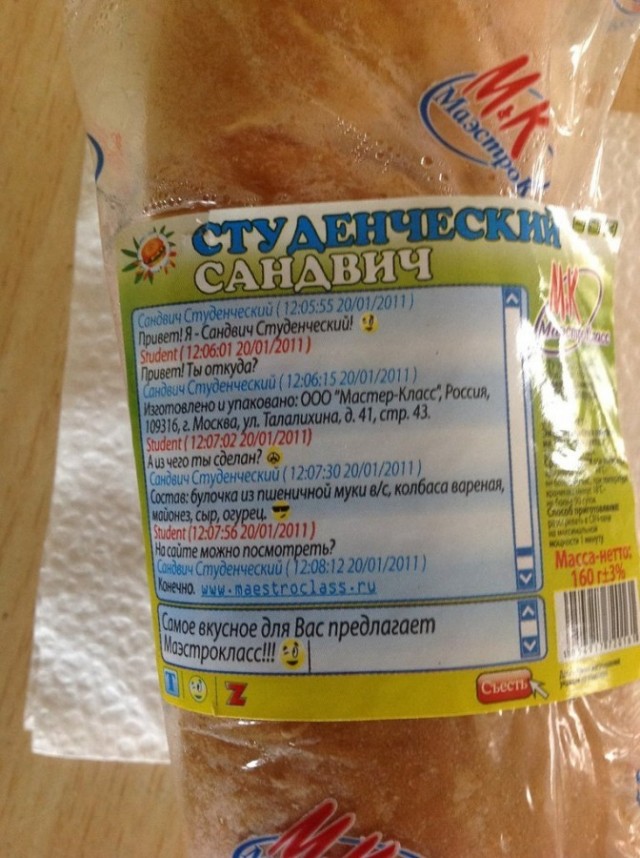 М+К
МаэстроК
СТУДЕНЧЕСКИЙ
САНДВИЧ
Сандвич Студенческий ( 12:05:55 20/01/2011 )
Привет! Я - Сандвич Студенческий!
Student ( 12:06:01 20/01/2011 )
Привет! Ты откуда?
Сандвич Студенческий ( 12:06:15 20/01/2011 )
Изготовлено и упаковано: ООО "Мастер-Класс", Россия,
109316, г. Москва, ул. Талалихина, д. 41, стр. 43.
Student ( 12:07:02 20/01/2011)
А из чего ты сделан?
Сандвич Студенческий ( 12:07:30 20/01/2011 )
Состав: булочка из пшеничной муки в/с, колбаса вареная,
майонез, сыр, огурец.
Student (12:07:56 20/01/2011 )
На сайте можно посмотреть?
Сандвич Студенческий ( 12:08:12 20/01/2011 )
Конечно. www.maestroclass.ru
Самое вкусное для Вас предлагает
Маэстрокласс!!!
T
Z
Съесть
М+К
МаэстроКласс
Способ приготовления:
Масса-нетто:
160 г±3%
М+К